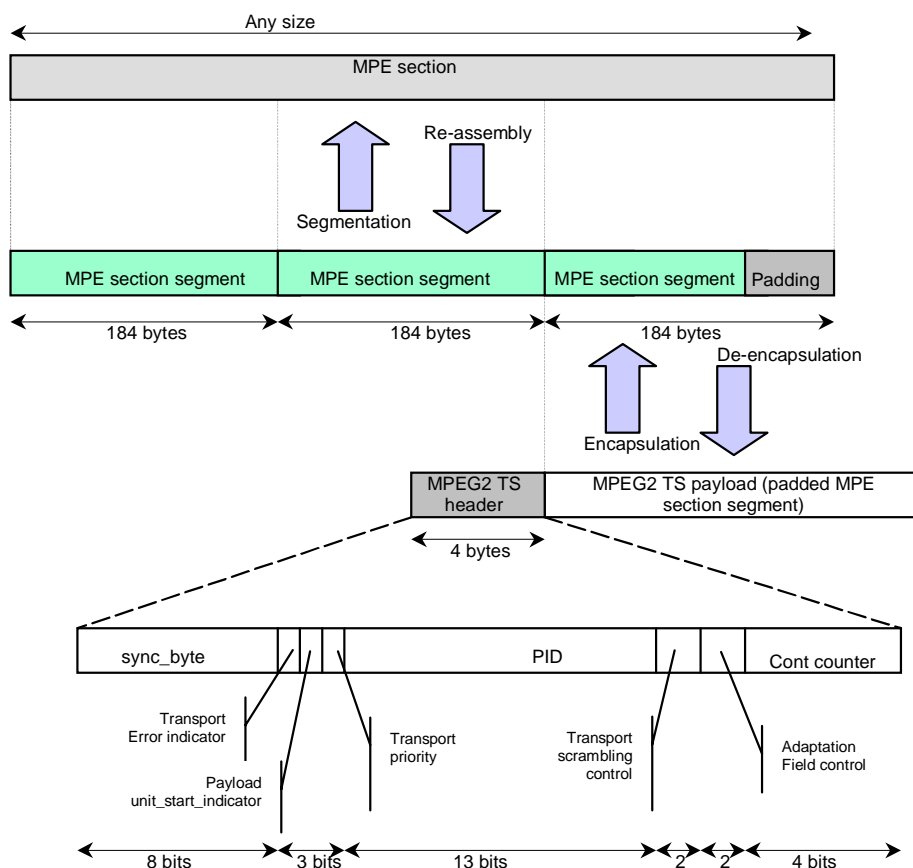 Any size
MPE section
Re-assembly
Segmentation
MPE section segment
MPE section segment
MPE section segment
Padding
184 bytes
184 bytes
184 bytes
De-encapsulation
Encapsulation
MPEG2 TS
header
MPEG2 TS payload (padded MPE
section segment)
4 bytes
sync_byte
PID
Cont counter
Transport
Error indicator
Payload
unit_start_indicator
Transport
priority
Transport
scrambling
control
Adaptation
Field control
8 bits
3 bits
13 bits
2
2
4 bits